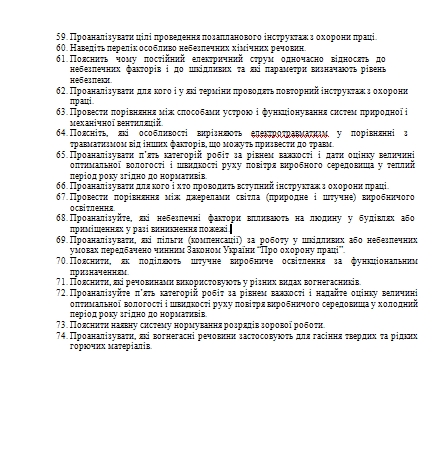 59. Проаналізувати цілі проведення позапланового інструктаж з охорони праці.
60. Наведіть перелік особливо небезпечних хімічних речовин.
61. Пояснить чому постійний електричний струм одночасно відносять до
небезпечних факторів і до шкідливих та які параметри визначають рівень
небезпеки.
62. Проаналізувати для кого і у які терміни проводять повторний інструктаж з охорони
праці.
63. Провести порівняння між способами устрою і функціонування систем природної і
механічної вентиляцій.
64. Поясніть, які особливості вирізняють електротравматизм у порівнянні з
травматизмом від інших факторів, що можуть призвести до травм.
65. Проаналізувати п’ять категорій робіт за рівнем важкості і дати оцінку величині
оптимальної вологості і швидкості руху повітря виробного середовища у теплий
період року згідно до нормативів.
66. Проаналізувати для кого і хто проводить вступний інструктаж з охорони праці.
67. Провести порівняння між джерелами світла (природне і штучне) виробничого
освітлення.
68. Проаналізуйте, які небезпечні фактори впливають на людину у будівлях або
приміщеннях у разі виникнення пожежі.
69. Проаналізувати, які пільги (компенсації) за роботу у шкідливих або небезпечних
умовах передбачено чинним Законом України “Про охорону праці”.
70. Пояснити, як поділяють штучне виробниче освітлення за функціональним
призначенням.
71. Пояснити, які речовинами використовують у різних видах вогнегасників.
72. Проаналізуйте п’ять категорій робіт за рівнем важкості і надайте оцінку величині
оптимальної вологості і швидкості руху повітря виробничого середовища у холодний
період року згідно до нормативів.
73. Пояснити наявну систему нормування розрядів зорової роботи.
74. Проаналізувати, які вогнегасні речовини застосовують для гасіння твердих та рідких
горючих матеріалів.